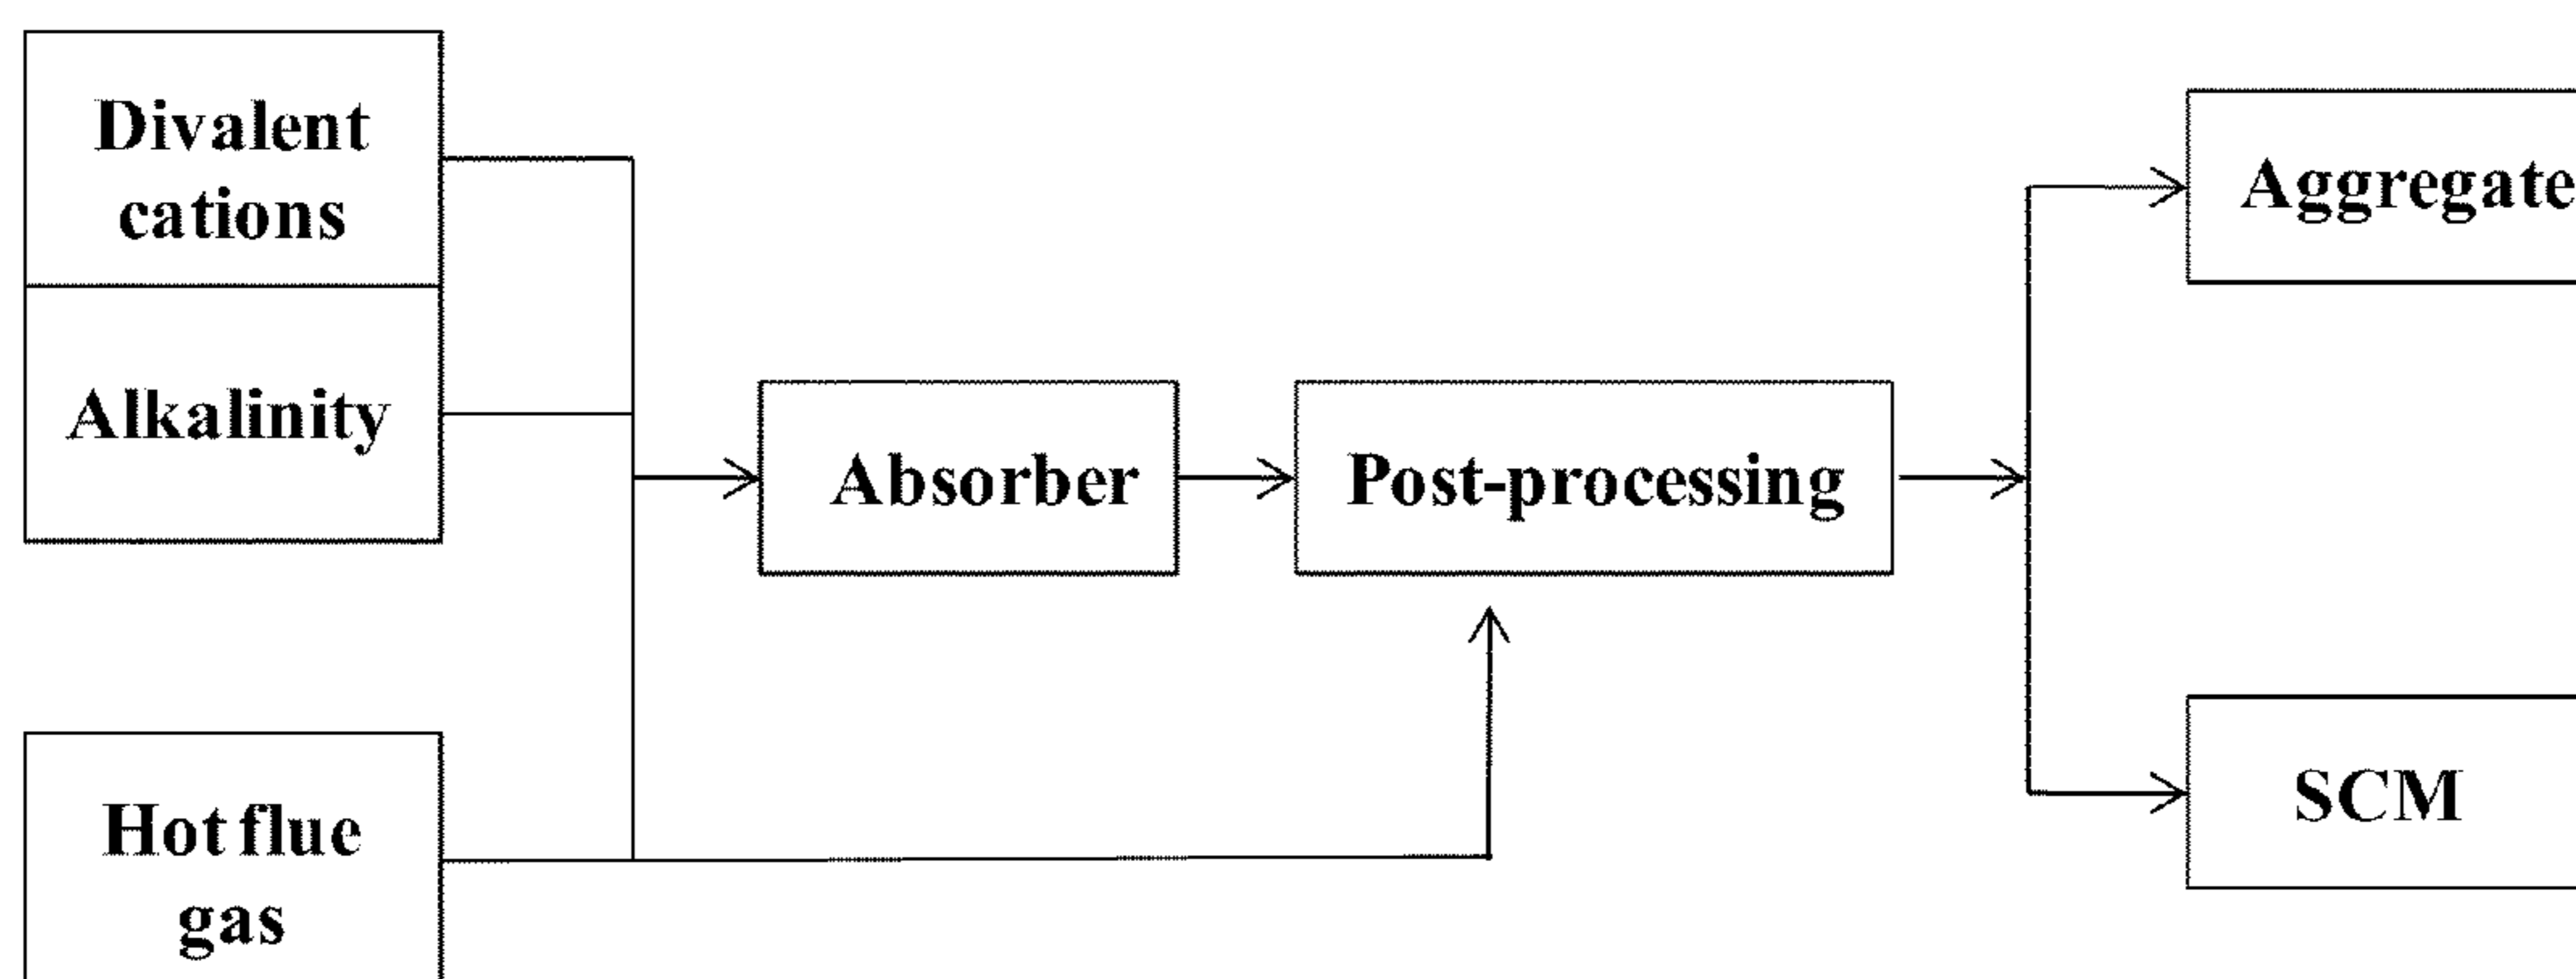 Divalent
cations
Alkalinity
Absorber
Post-processing
Aggregate
SCM
Hot flue
gas